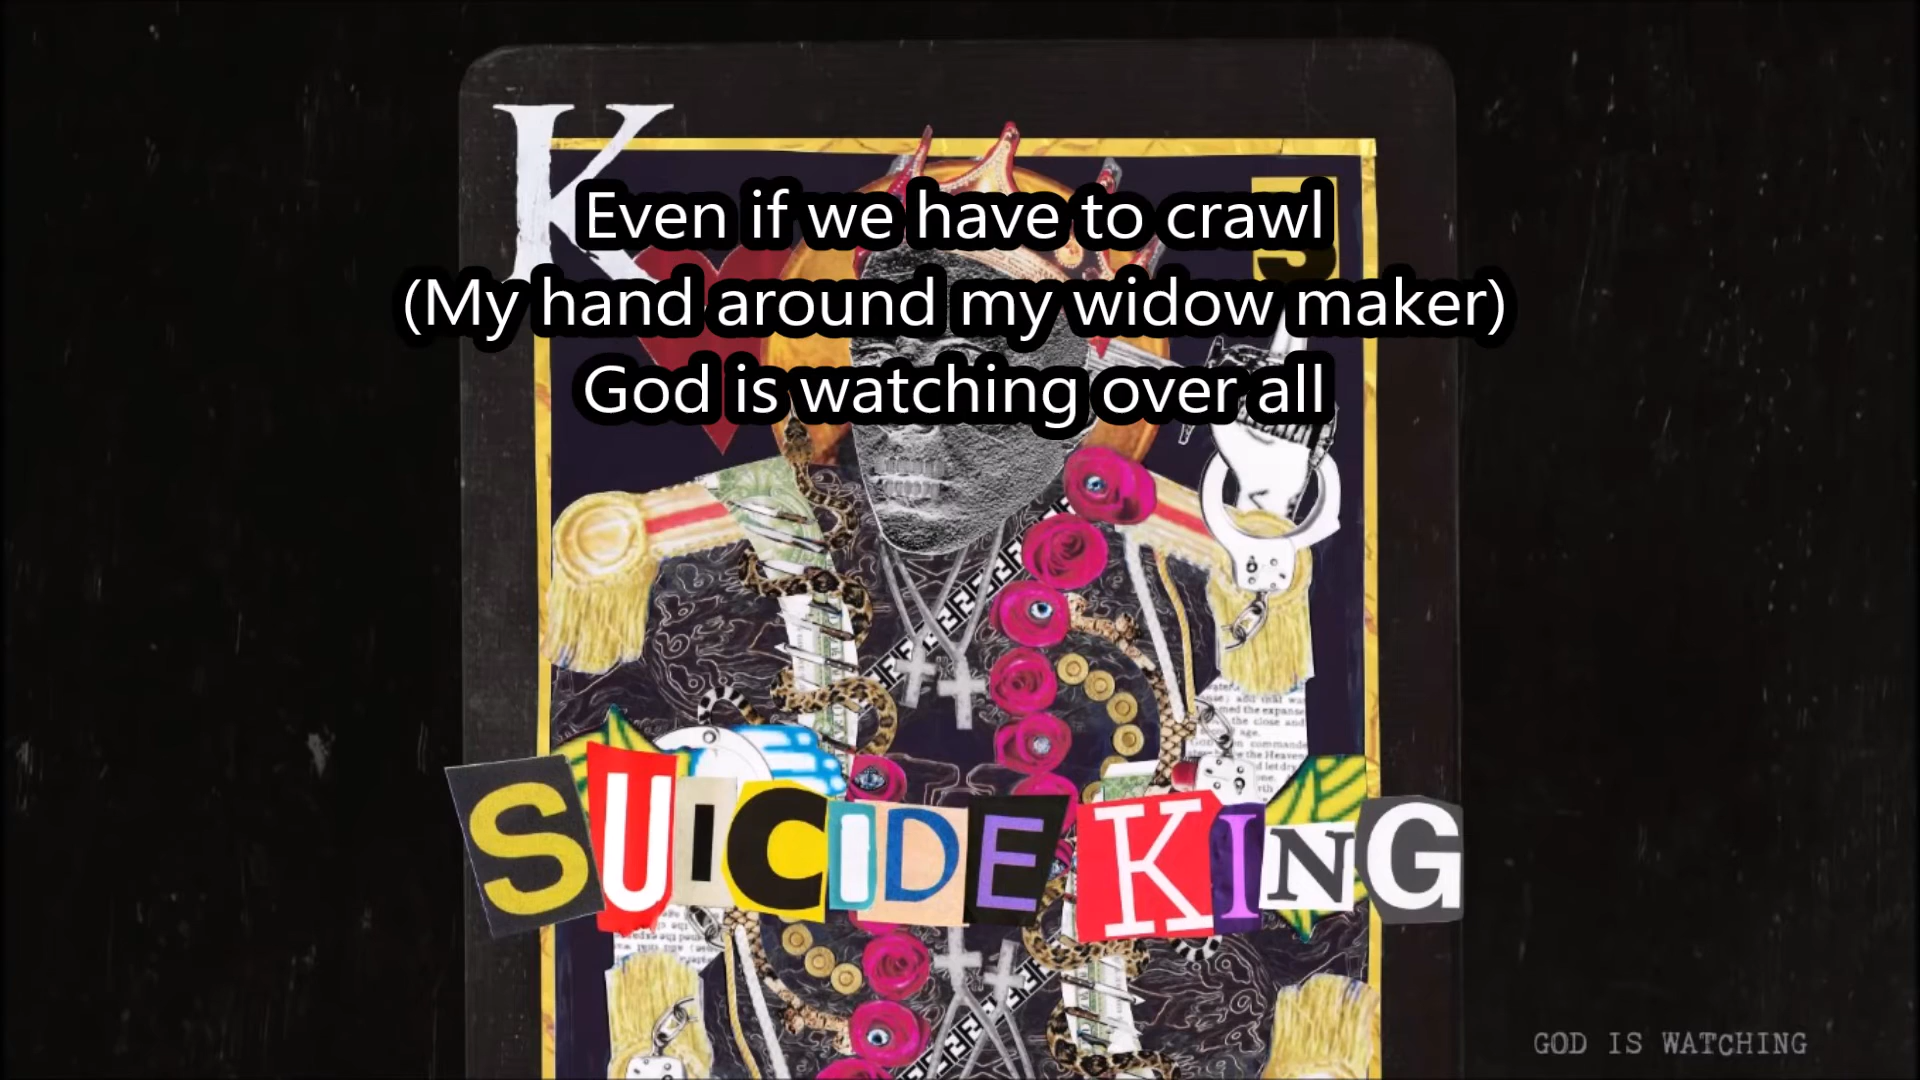 K
Even if we have to crawl
(My hand around my widow maker)
God is watching over all
SUICIDE KING
GOD IS WATCHING